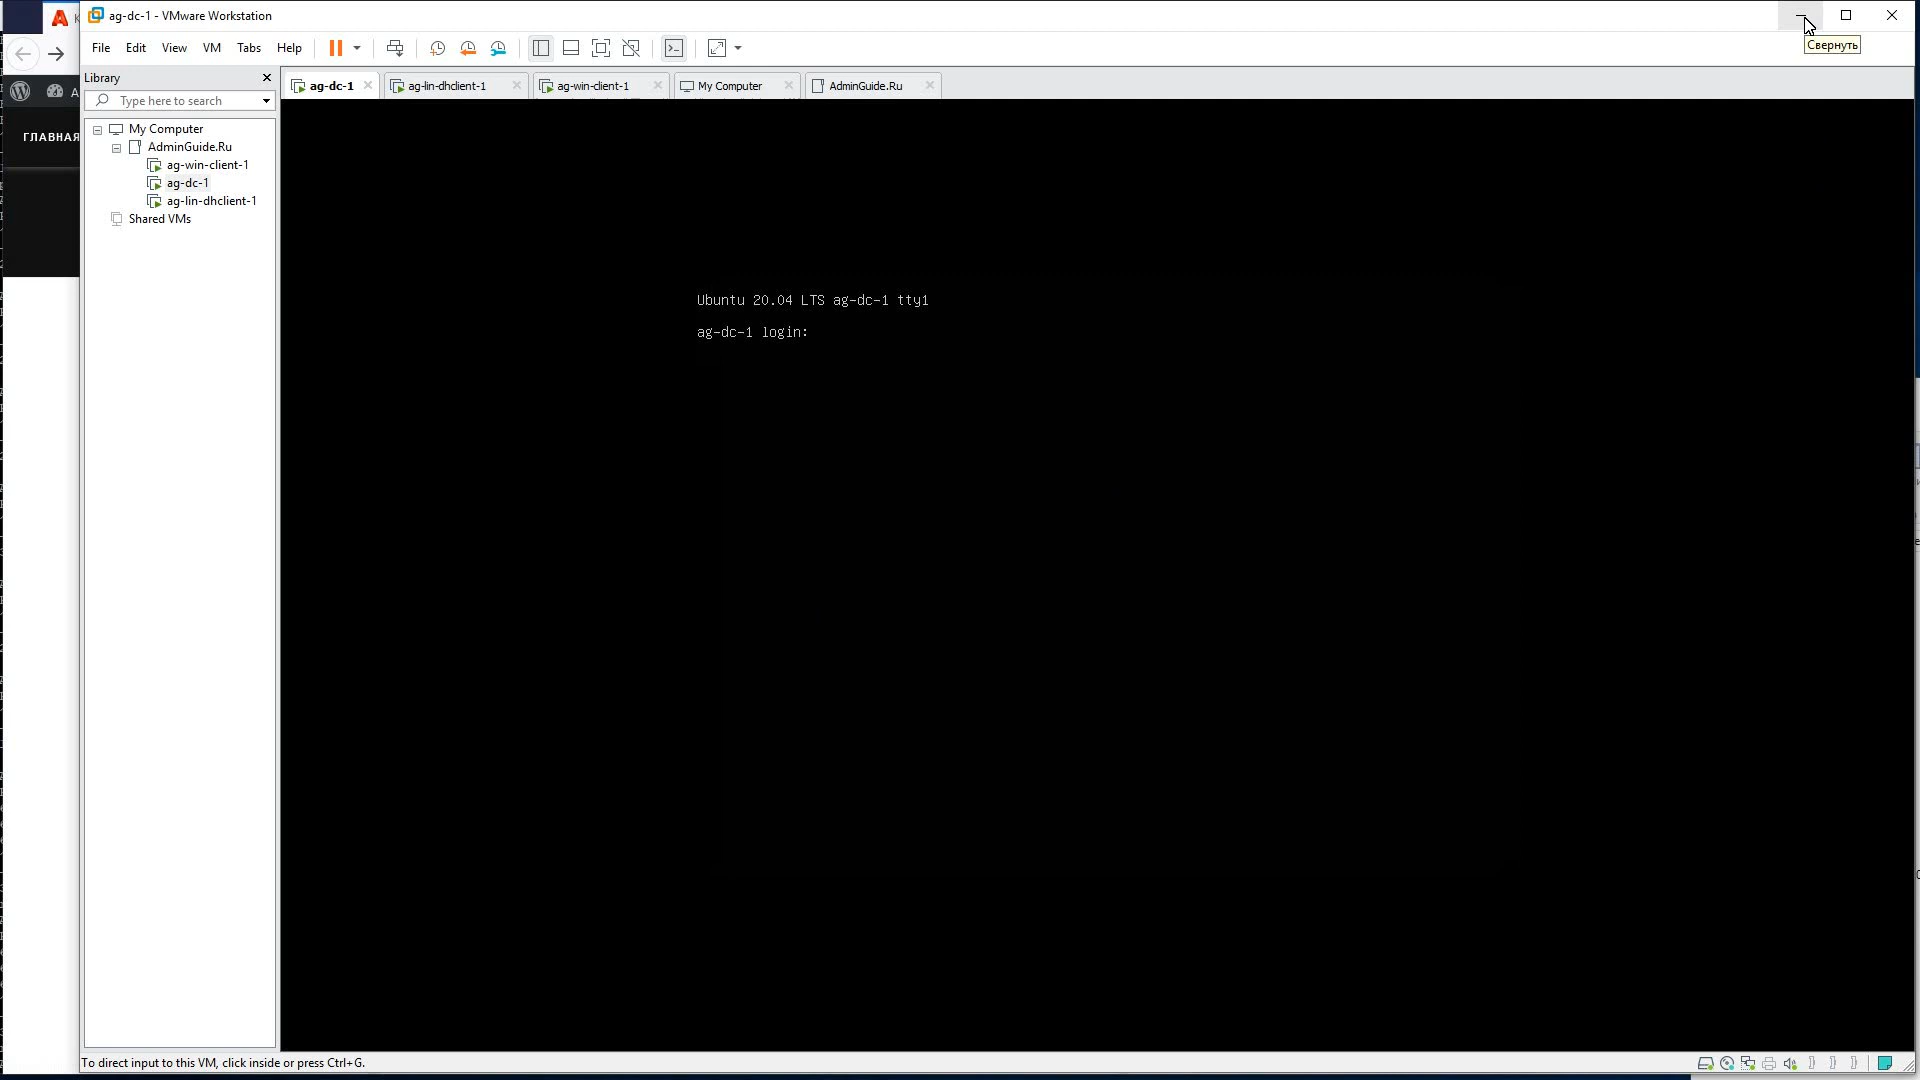 ag-dc-1 - VMware Workstation
Свернуть
File Edit View VM Tabs Help
Library
ag-dc-1 ag-lin-dhclient-1 ag-win-client-1 My Computer AdminGuide.Ru
Type here to search
My Computer
AdminGuide.Ru
ag-win-client-1
ag-dc-1
ag-lin-dhclient-1
Shared VMs
ГЛАВНАЯ
Ubuntu 20.04 LTS ag-dc-1 tty1
ag-dc-1 login:
To direct input to this VM, click inside or press Ctrl+G.